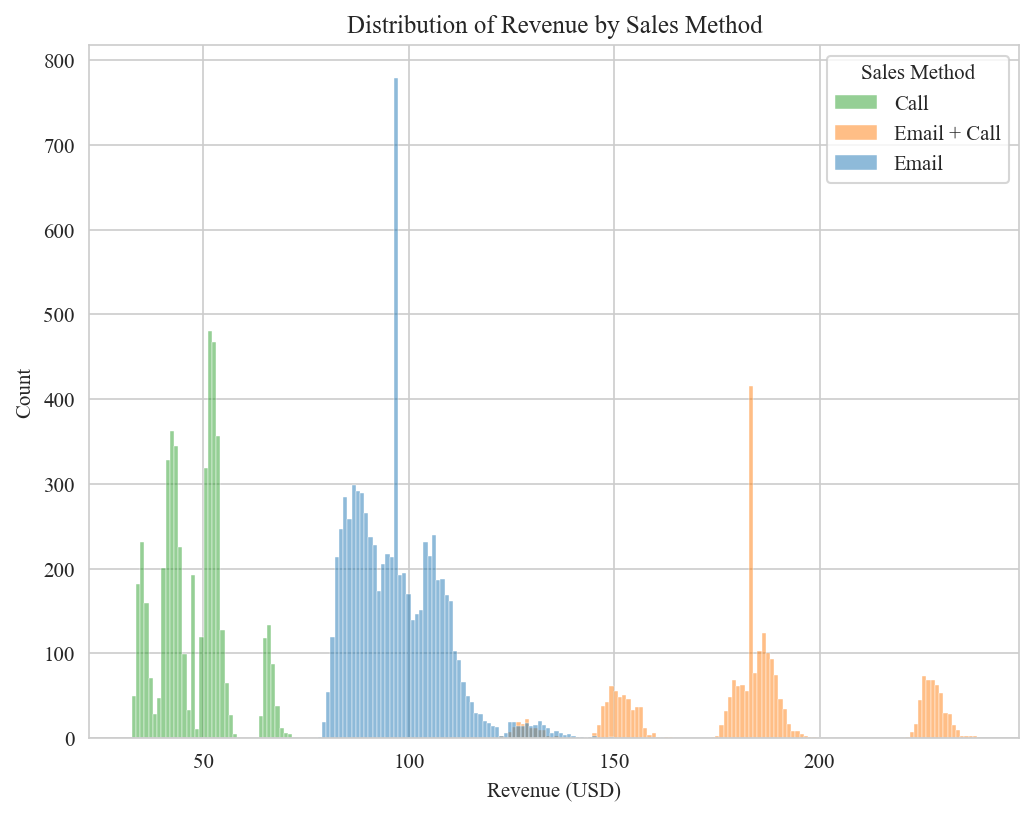 Distribution of Revenue by Sales Method
800
700
600
500
400
300
200
100
0
Count
50
100
150
200
Revenue (USD)
Sales Method
Call
Email + Call
Email